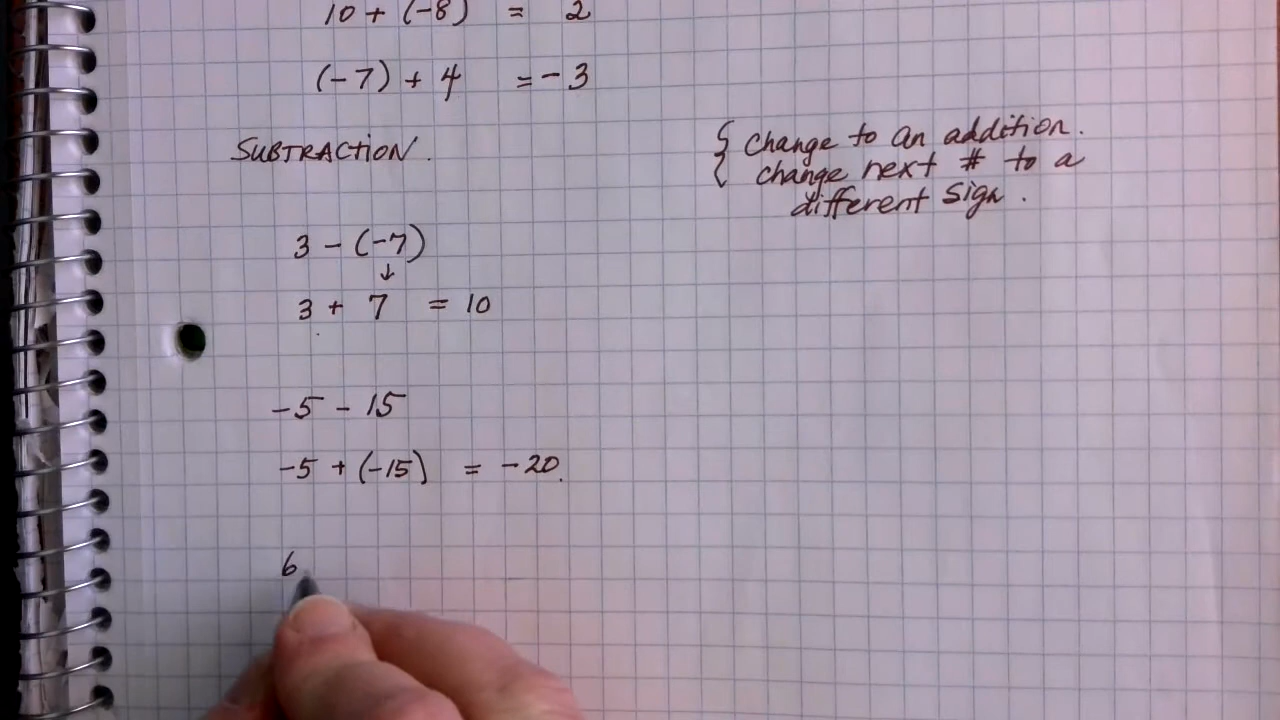 10 + (-8) = 2
(-7) + 4 = -3
SUBTRACTION.
{ change to an addition.
change next # to a
different sign.
3 - (-7)
↓
3 + 7 = 10
-5 - 15
-5 + (-15) = -20.
6